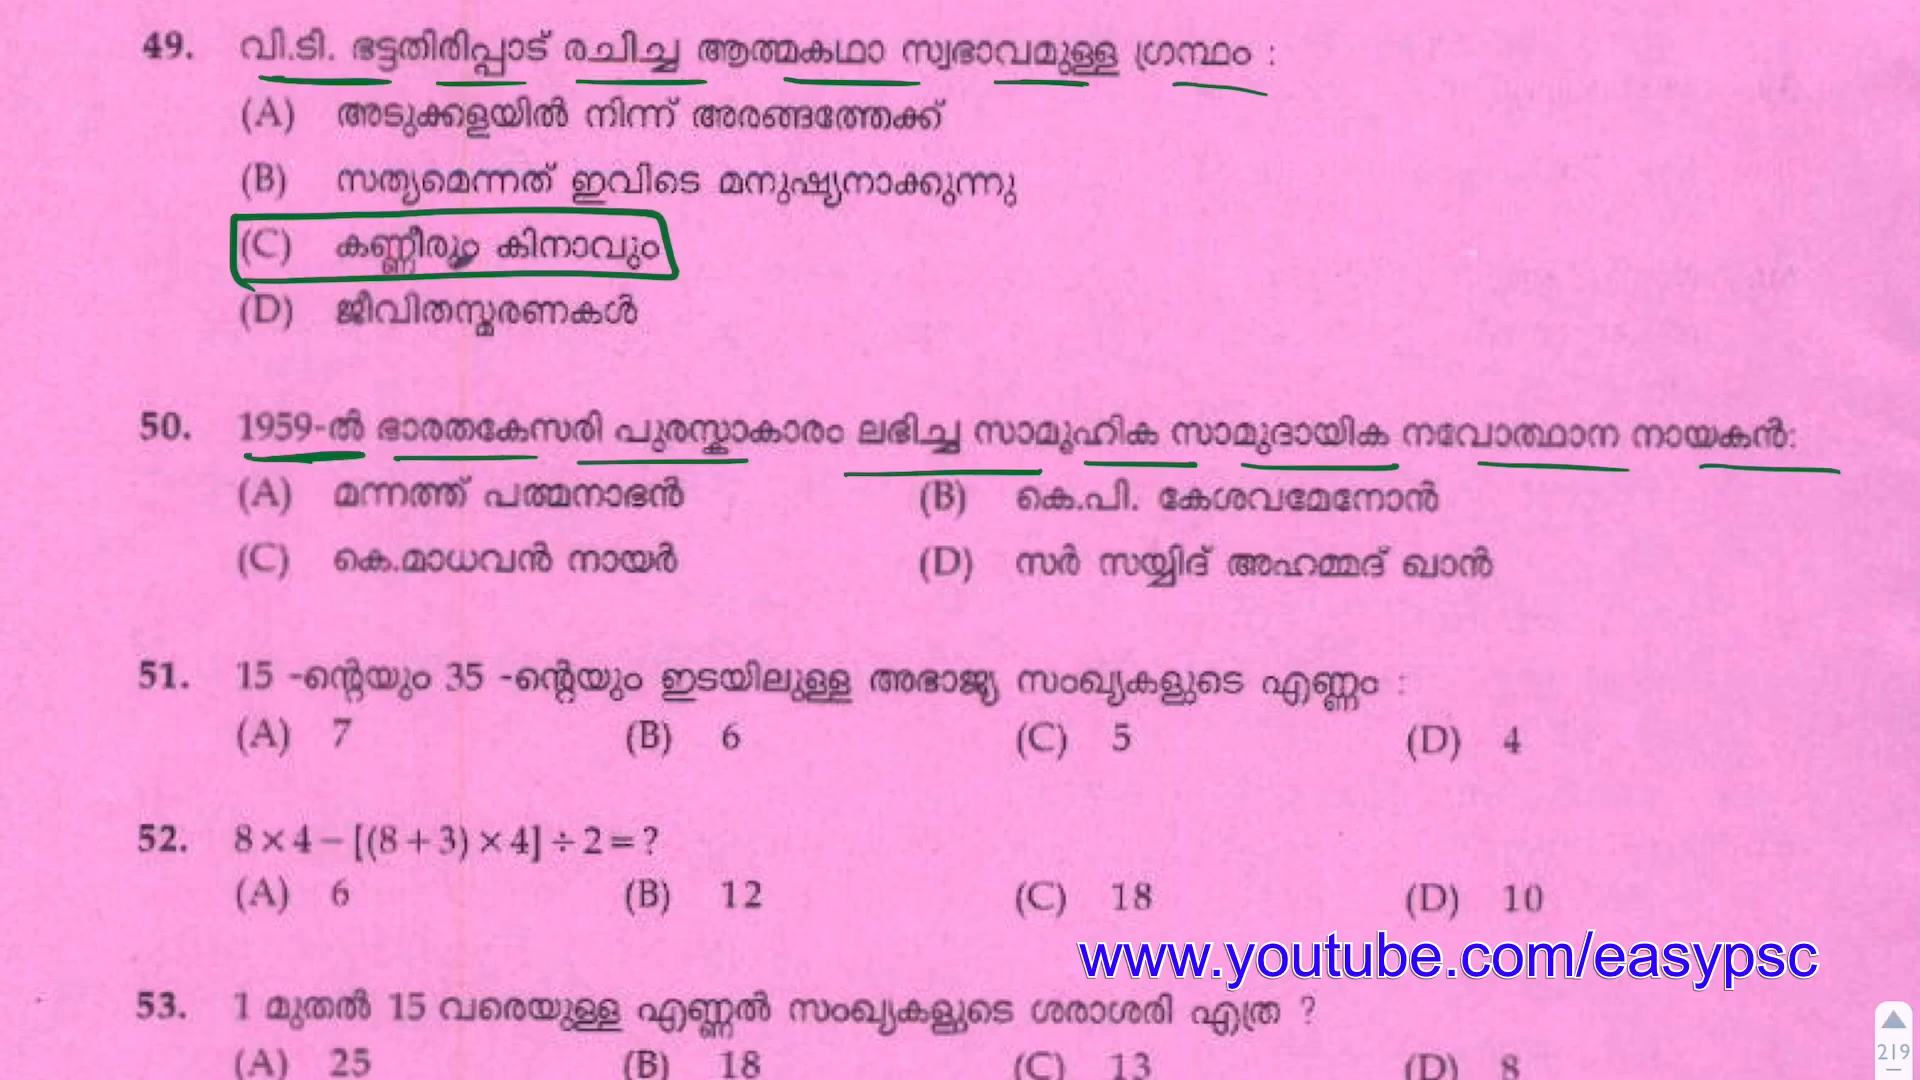 49. വി.ടി. ഭട്ടതിരിപ്പാട് രചിച്ച ആത്മകഥാ സ്വഭാവമുള്ള ഗ്രന്ഥം :
(A) അടുക്കളയിൽ നിന്ന് അരങ്ങത്തേക്ക്
(B) സത്യമെന്നത് ഇവിടെ മനുഷ്യനാക്കുന്നു
(C) കണ്ണീരും കിനാവും
(D) ജീവിതസ്മരണകൾ
50. 1959-ൽ ഭാരതകേസരി പുരസ്കാകാരം ലഭിച്ച സാമൂഹിക സാമുദായിക നവോത്ഥാന നായകൻ:
(A) മന്നത്ത് പത്മനാഭൻ (B) കെ.പി. കേശവമേനോൻ
(C) കെ.മാധവൻ നായർ (D) സർ സയ്യിദ് അഹമ്മദ് ഖാൻ
51. 15 -ന്റെയും 35 -ന്റെയും ഇടയിലുള്ള അഭാജ്യ സംഖ്യകളുടെ എണ്ണം :
(A) 7 (B) 6 (C) 5 (D) 4
52. 8 × 4 − [(8 + 3) × 4] ÷ 2 = ?
(A) 6 (B) 12 (C) 18 (D) 10
www.youtube.com/easypsc
53. 1 മുതൽ 15 വരെയുള്ള എണ്ണൽ സംഖ്യകളുടെ ശരാശരി എത്ര ?
(A) 25 (B) 18 (C) 13 (D) 8
219